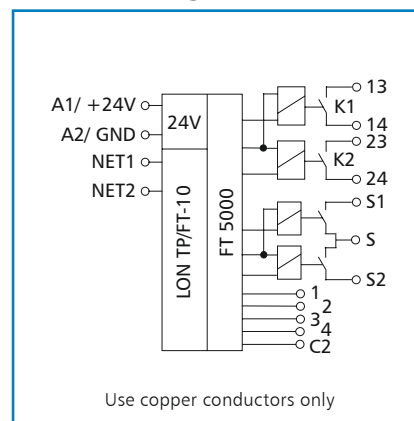 A1/ +24V
A2/ GND
NET1
NET2
24V
LON TP/FT-10
FT 5000
13
K1
14
23
K2
24
S1
S
S2
1
2
3
4
C2
Use copper conductors only